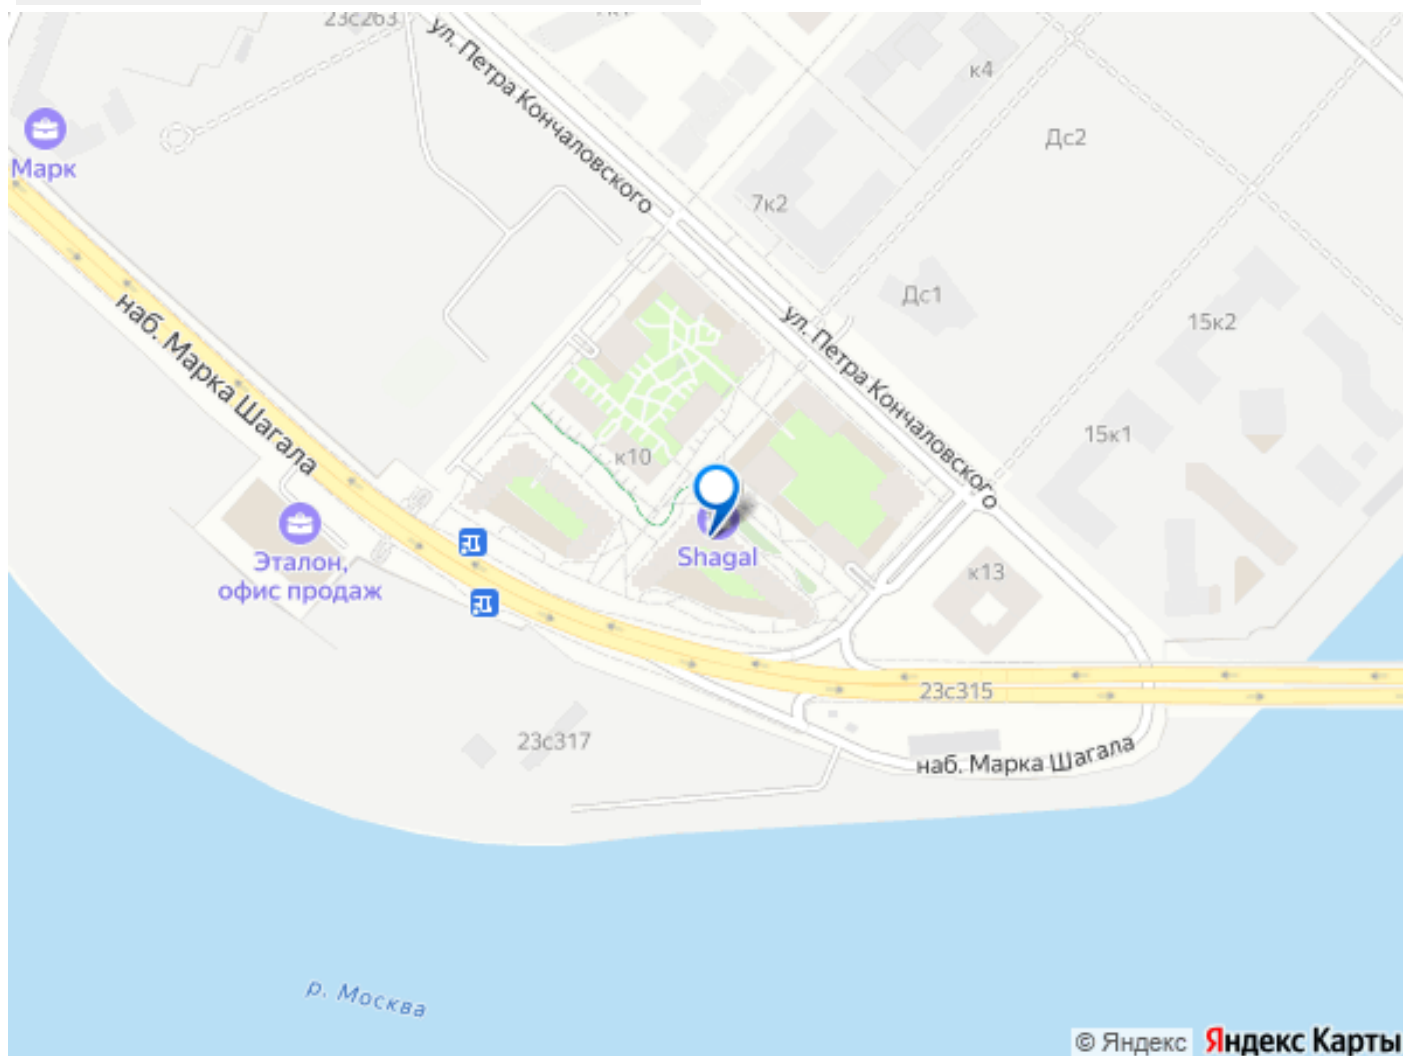 23с263
ул. Петра Кончаловского
к4
Марк
Дс2
7к2
Дс1
ул. Петра Кончаловского
15к2
наб. Марка Шагала
15к1
к10
Shagal
Эталон,
офис продаж
к13
23с315
23с317
наб. Марка Шагала
р. Москва
© Яндекс Яндекс Карты